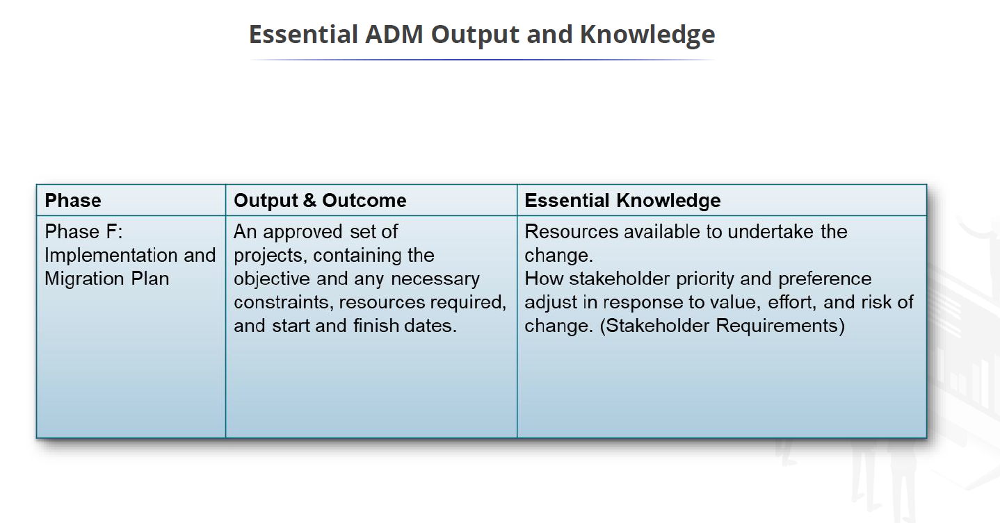 Essential ADM Output and Knowledge
Phase
Output & Outcome
Essential Knowledge
Phase F:
Implementation and
Migration Plan
An approved set of
projects, containing the
objective and any necessary
constraints, resources required,
and start and finish dates.
Resources available to undertake the
change.
How stakeholder priority and preference
adjust in response to value, effort, and risk of
change. (Stakeholder Requirements)